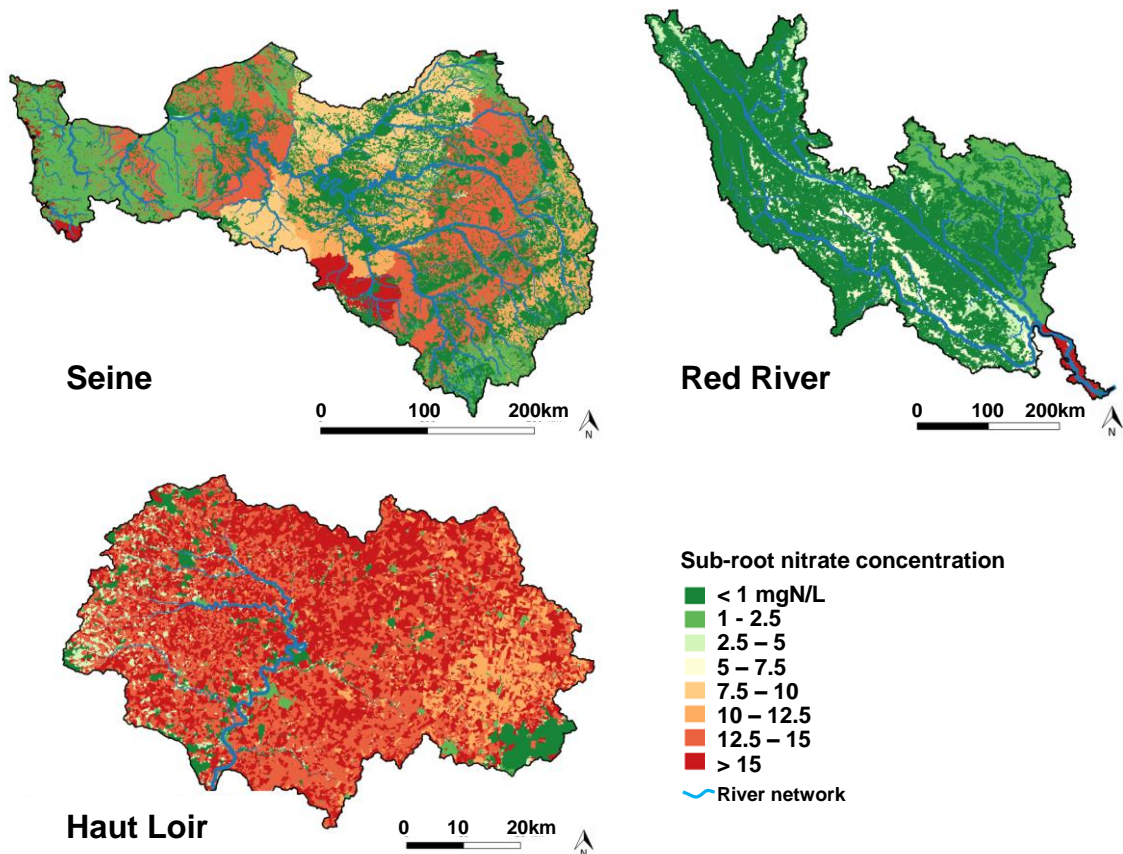 Seine
0 100 200km
N
Red River
0 100 200km
N
Haut Loir
0 10 20km
N
Sub-root nitrate concentration
< 1 mgN/L
1 - 2.5
2.5 – 5
5 – 7.5
7.5 – 10
10 – 12.5
12.5 – 15
> 15
River network